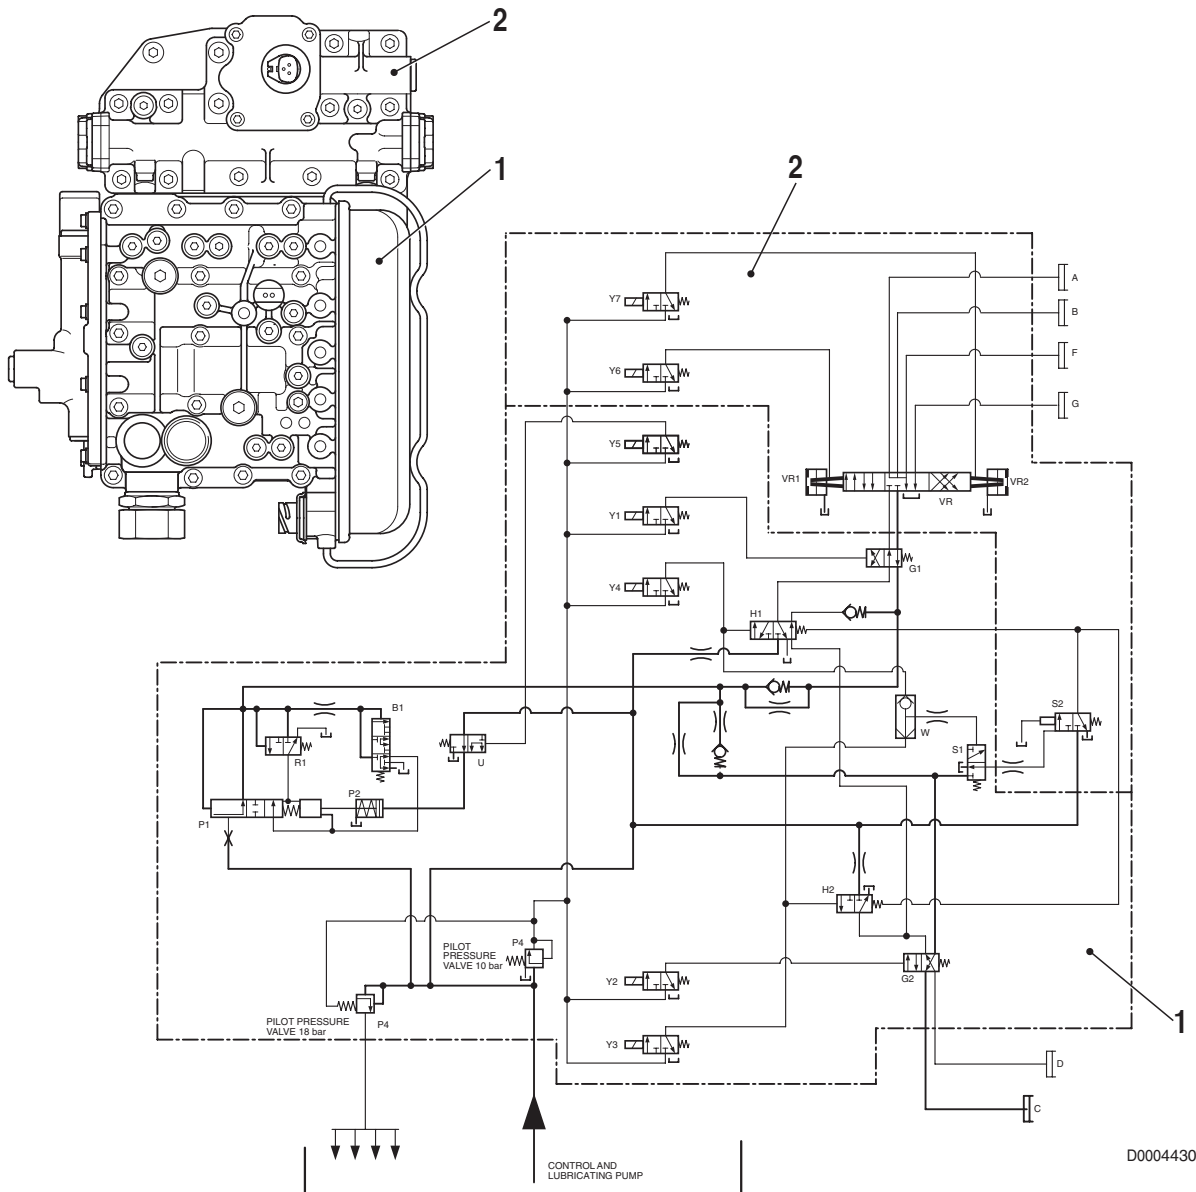 2
1
2
Y7
A
B
Y6
F
G
Y5
VR1
VR2
VR
Y1
G1
Y4
H1
B1
S2
W
R1
U
S1
P2
P1
H2
PILOT
PRESSURE
VALVE 10 bar
P4
G2
Y2
PILOT PRESSURE
VALVE 18 bar
P4
1
Y3
D
C
CONTROL AND
LUBRICATING PUMP
D0004430